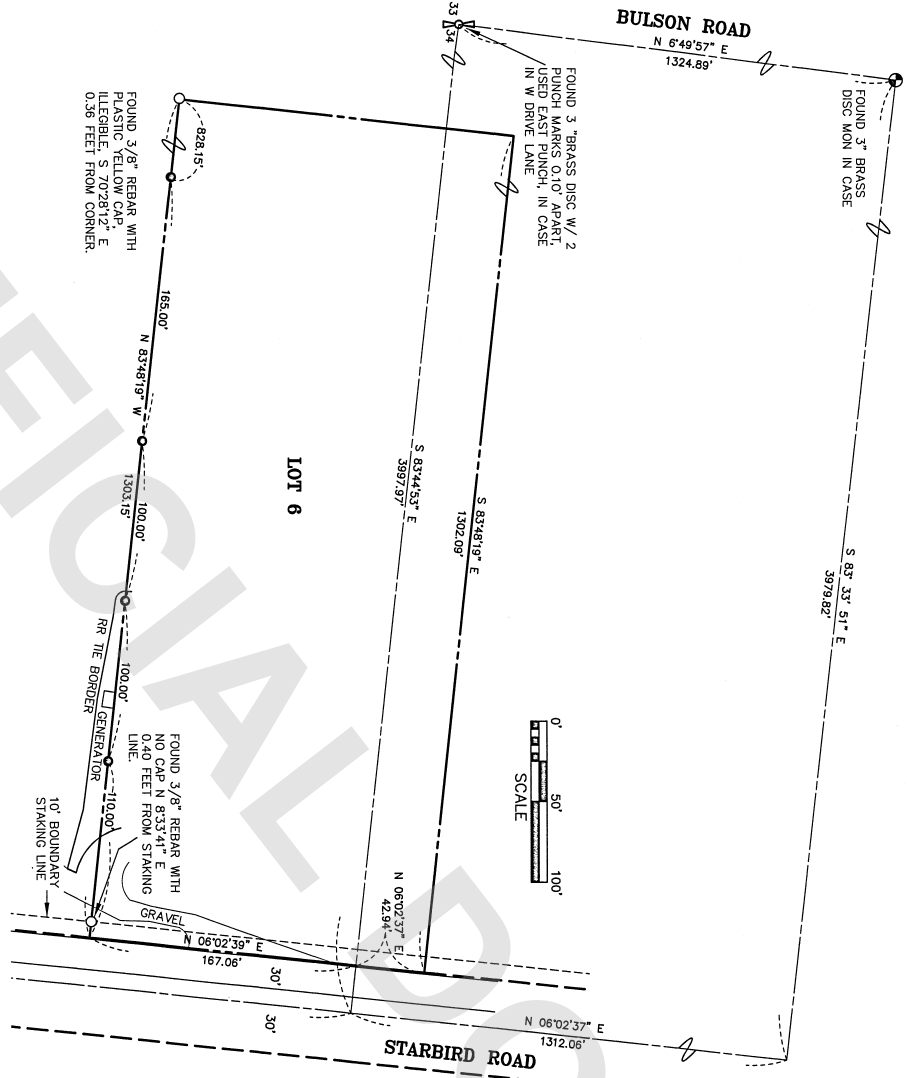 BULSON ROAD
N 6°49'57" E
1324.89'
33
34
FOUND 3" BRASS
DISC MON IN CASE
FOUND 3 "BRASS DISC W/ 2
PUNCH MARKS 0.10' APART,
USED EAST PUNCH, IN CASE
IN W DRIVE LANE
828.15'
FOUND 3/8" REBAR WITH
PLASTIC YELLOW CAP,
ILLEGIBLE, S 70°28'12" E
0.36 FEET FROM CORNER.
165.00'
N 83°48'19" W
1303.15'
100.00'
LOT 6
S 83°44'53" E
3997.97'
S 83°48'19" E
1302.09'
S 83° 33' 51" E
3979.82'
0'
50'
100'
SCALE
RR TIE BORDER
100.00'
GENERATOR
110.00'
FOUND 3/8" REBAR WITH
NO CAP N 8°33'41" E
0.40 FEET FROM STAKING
LINE.
10' BOUNDARY
STAKING LINE
GRAVEL
N 06°02'37" E
42.94'
N 06°02'39" E
167.06'
30'
30'
N 06°02'37" E
1312.06'
STARBIRD ROAD
FICIAL DO